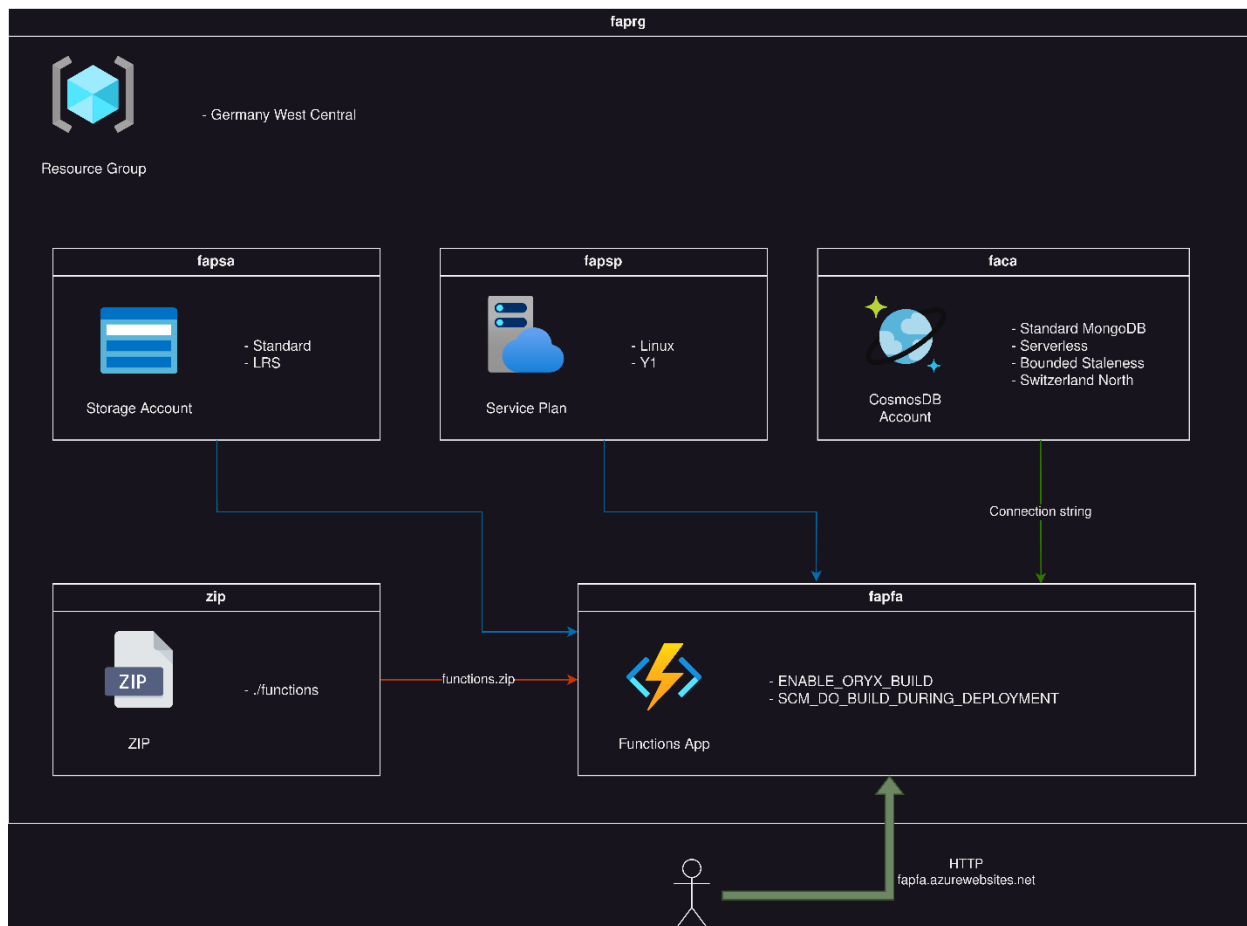 faprg
- Germany West Central
Resource Group
fapsa
- Standard
- LRS
Storage Account
fapsp
- Linux
- Y1
Service Plan
faca
- Standard MongoDB
- Serverless
- Bounded Staleness
- Switzerland North
CosmosDB
Account
Connection string
zip
ZIP
- ./functions
ZIP
functions.zip
fapfa
- ENABLE_ORYX_BUILD
- SCM_DO_BUILD_DURING_DEPLOYMENT
Functions App
HTTP
fapfa.azurewebsites.net